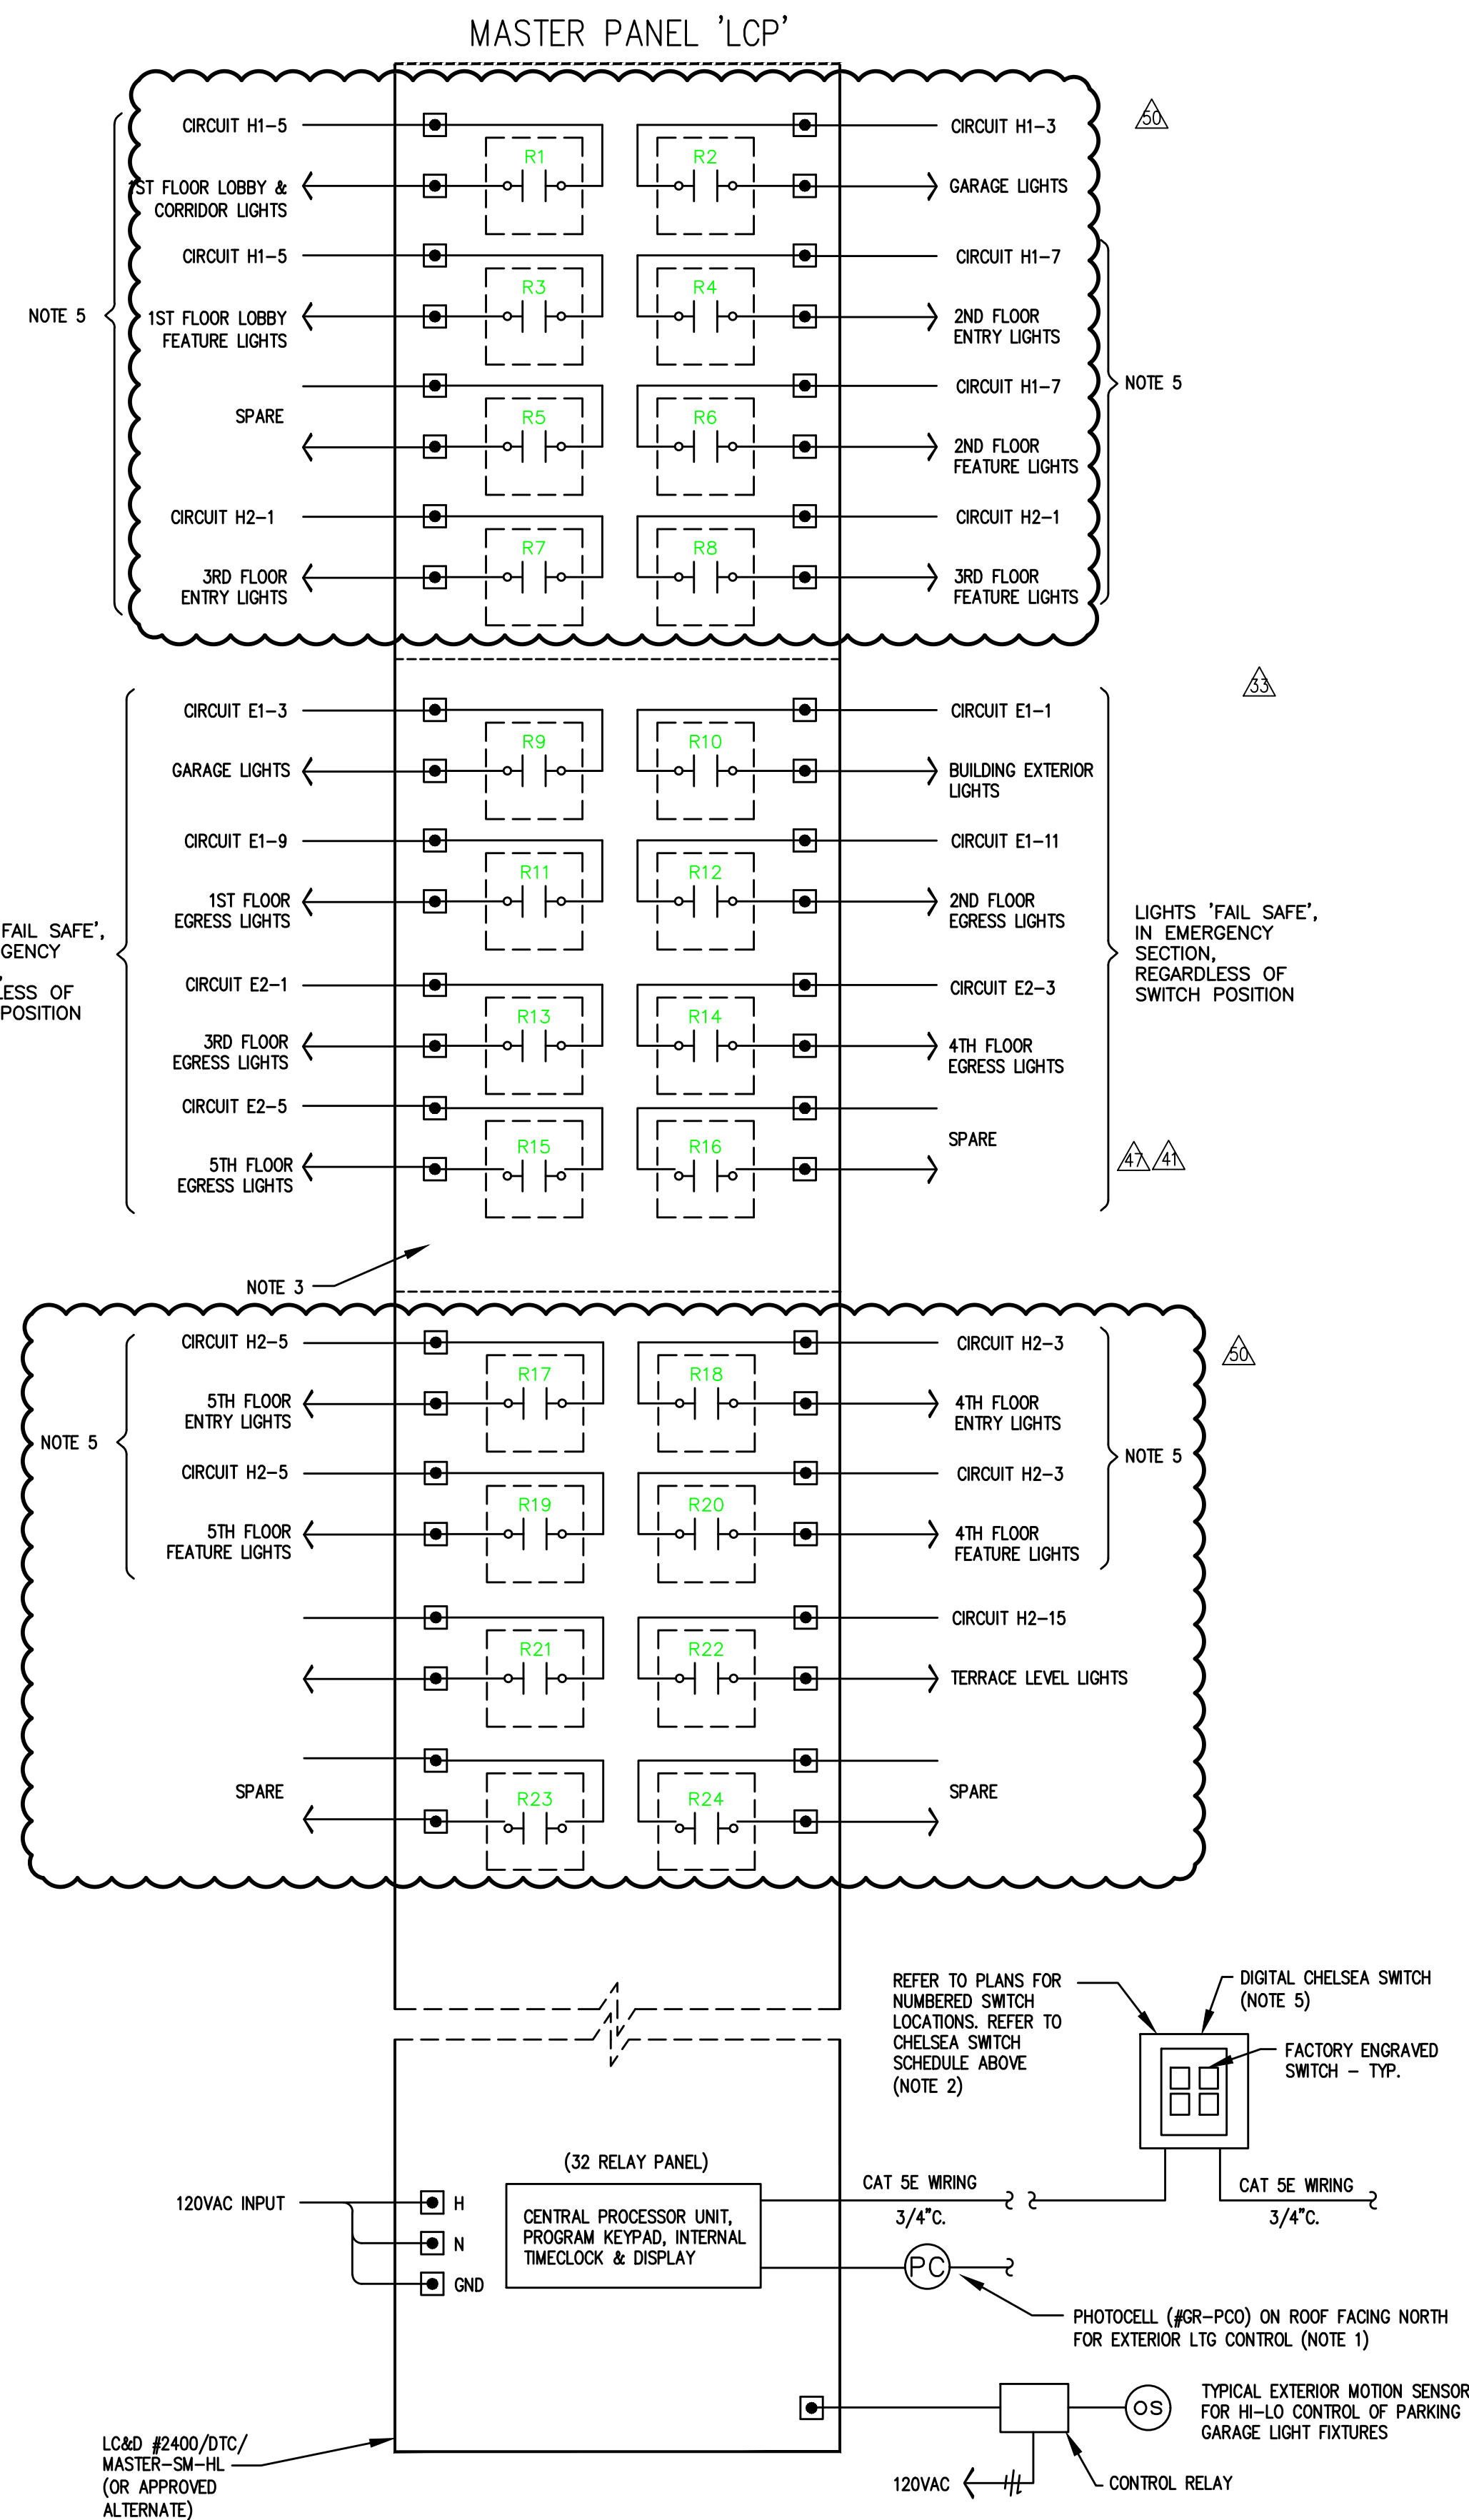 MASTER PANEL 'LCP'
CIRCUIT H1-5
R1
R2
CIRCUIT H1-3
50
1ST FLOOR LOBBY &
CORRIDOR LIGHTS
GARAGE LIGHTS
CIRCUIT H1-5
R3
R4
CIRCUIT H1-7
NOTE 5
1ST FLOOR LOBBY
FEATURE LIGHTS
2ND FLOOR
ENTRY LIGHTS
CIRCUIT H1-7
NOTE 5
SPARE
R5
R6
2ND FLOOR
FEATURE LIGHTS
CIRCUIT H2-1
R7
R8
CIRCUIT H2-1
3RD FLOOR
ENTRY LIGHTS
3RD FLOOR
FEATURE LIGHTS
33
CIRCUIT E1-3
R9
R10
CIRCUIT E1-1
GARAGE LIGHTS
BUILDING EXTERIOR
LIGHTS
CIRCUIT E1-9
R11
R12
CIRCUIT E1-11
1ST FLOOR
EGRESS LIGHTS
2ND FLOOR
EGRESS LIGHTS
FAIL SAFE',
GENCY
,
LESS OF
POSITION
LIGHTS 'FAIL SAFE',
IN EMERGENCY
SECTION,
REGARDLESS OF
SWITCH POSITION
CIRCUIT E2-1
R13
R14
CIRCUIT E2-3
3RD FLOOR
EGRESS LIGHTS
4TH FLOOR
EGRESS LIGHTS
CIRCUIT E2-5
R15
R16
SPARE
47
41
5TH FLOOR
EGRESS LIGHTS
NOTE 3
CIRCUIT H2-5
R17
R18
CIRCUIT H2-3
50
5TH FLOOR
ENTRY LIGHTS
4TH FLOOR
ENTRY LIGHTS
NOTE 5
NOTE 5
CIRCUIT H2-5
R19
R20
CIRCUIT H2-3
5TH FLOOR
FEATURE LIGHTS
4TH FLOOR
FEATURE LIGHTS
R21
R22
CIRCUIT H2-15
TERRACE LEVEL LIGHTS
SPARE
R23
R24
SPARE
REFER TO PLANS FOR
NUMBERED SWITCH
LOCATIONS. REFER TO
CHELSEA SWITCH
SCHEDULE ABOVE
(NOTE 2)
DIGITAL CHELSEA SWITCH
(NOTE 5)
FACTORY ENGRAVED
SWITCH - TYP.
(32 RELAY PANEL)
CENTRAL PROCESSOR UNIT,
PROGRAM KEYPAD, INTERNAL
TIMECLOCK & DISPLAY
120VAC INPUT
H
N
GND
CAT 5E WIRING
3/4"C.
CAT 5E WIRING
3/4"C.
PC
PHOTOCELL (#GR-PCO) ON ROOF FACING NORTH
FOR EXTERIOR LTG CONTROL (NOTE 1)
OS
TYPICAL EXTERIOR MOTION SENSOR
FOR HI-LO CONTROL OF PARKING
GARAGE LIGHT FIXTURES
LC&D #2400/DTC/
MASTER-SM-HL
(OR APPROVED
ALTERNATE)
120VAC
CONTROL RELAY